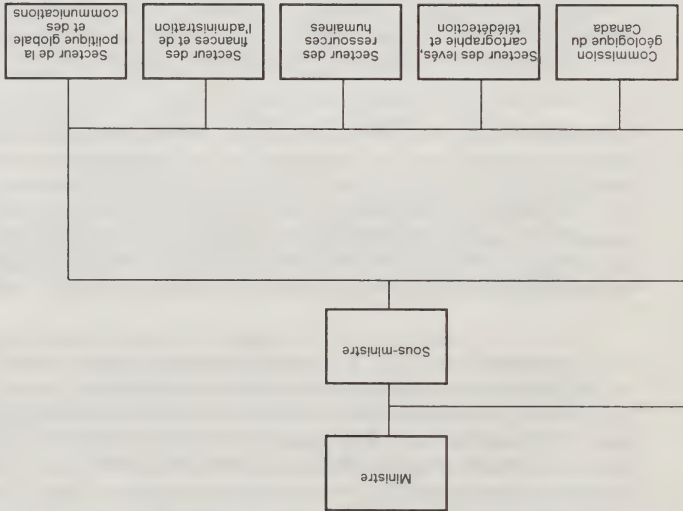 Ministre
Sous-ministre
Commission
géologique du
Canada
Secteur des levés,
cartographie et
télédétection
Secteur des
ressources
humaines
Secteur des
finances et de
l'administration
Secteur de la
politique globale
et des
communications